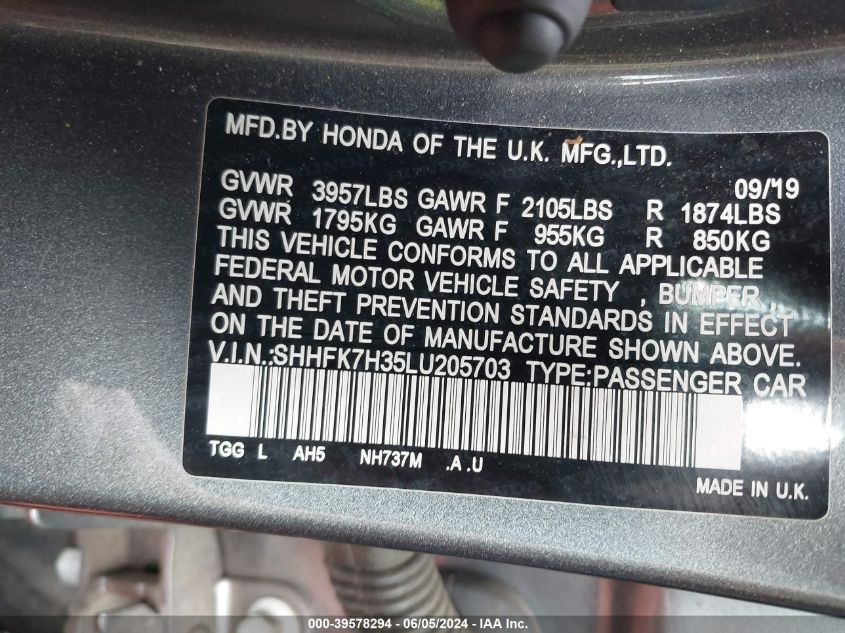 MFD.BY HONDA OF THE U.K. MFG.,LTD.
09/'19
GVWR 3957LBS GAWR F 2105LBS R 1874LBS
GVWR 1795KG GAWR F 955KG R 850KG
THIS VEHICLE CONFORMS TO ALL APPLICABLE
FEDERAL MOTOR VEHICLE SAFETY , BUMPER
AND THEFT PREVENTION STANDARDS IN EFFECT
ON THE DATE OF MANUFACTURE SHOWN ABOVE.
V.I.N.:SHHFK7H35LU205703 TYPE:PASSENGER CAR
TGG L AH5 NH737M .A .U
MADE IN U.K.
000-39578294 - 06/05/2024 - IAA Inc.